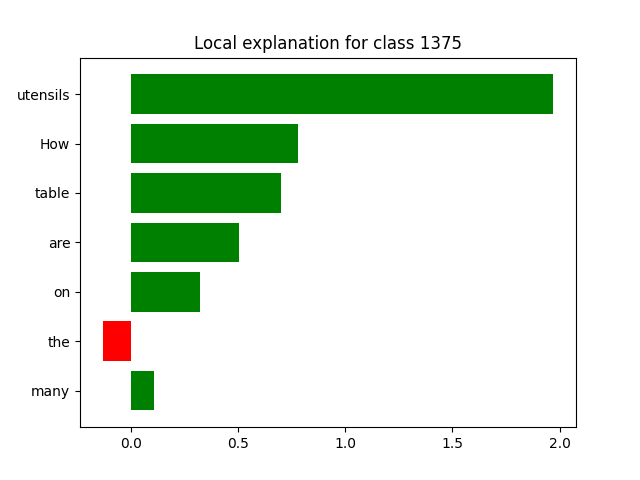 Local explanation for class 1375
utensils
How
table
are
on
the
many
0.0 0.5 1.0 1.5 2.0